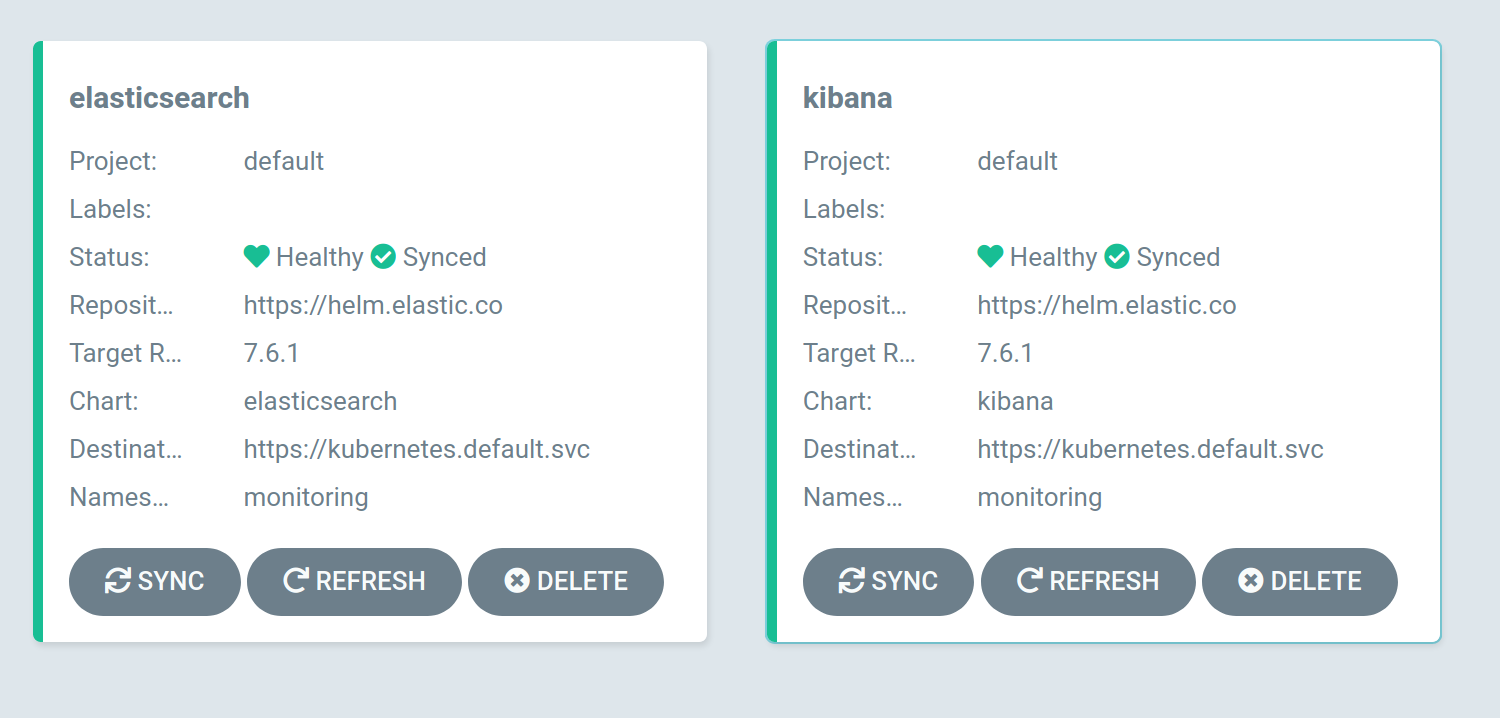 elasticsearch
Project: default
Labels:
Status: Healthy Synced
Reposit... https://helm.elastic.co
Target R... 7.6.1
Chart: elasticsearch
Destinat... https://kubernetes.default.svc
Names... monitoring
SYNC REFRESH DELETE
kibana
Project: default
Labels:
Status: Healthy Synced
Reposit... https://helm.elastic.co
Target R... 7.6.1
Chart: kibana
Destinat... https://kubernetes.default.svc
Names... monitoring
SYNC REFRESH DELETE